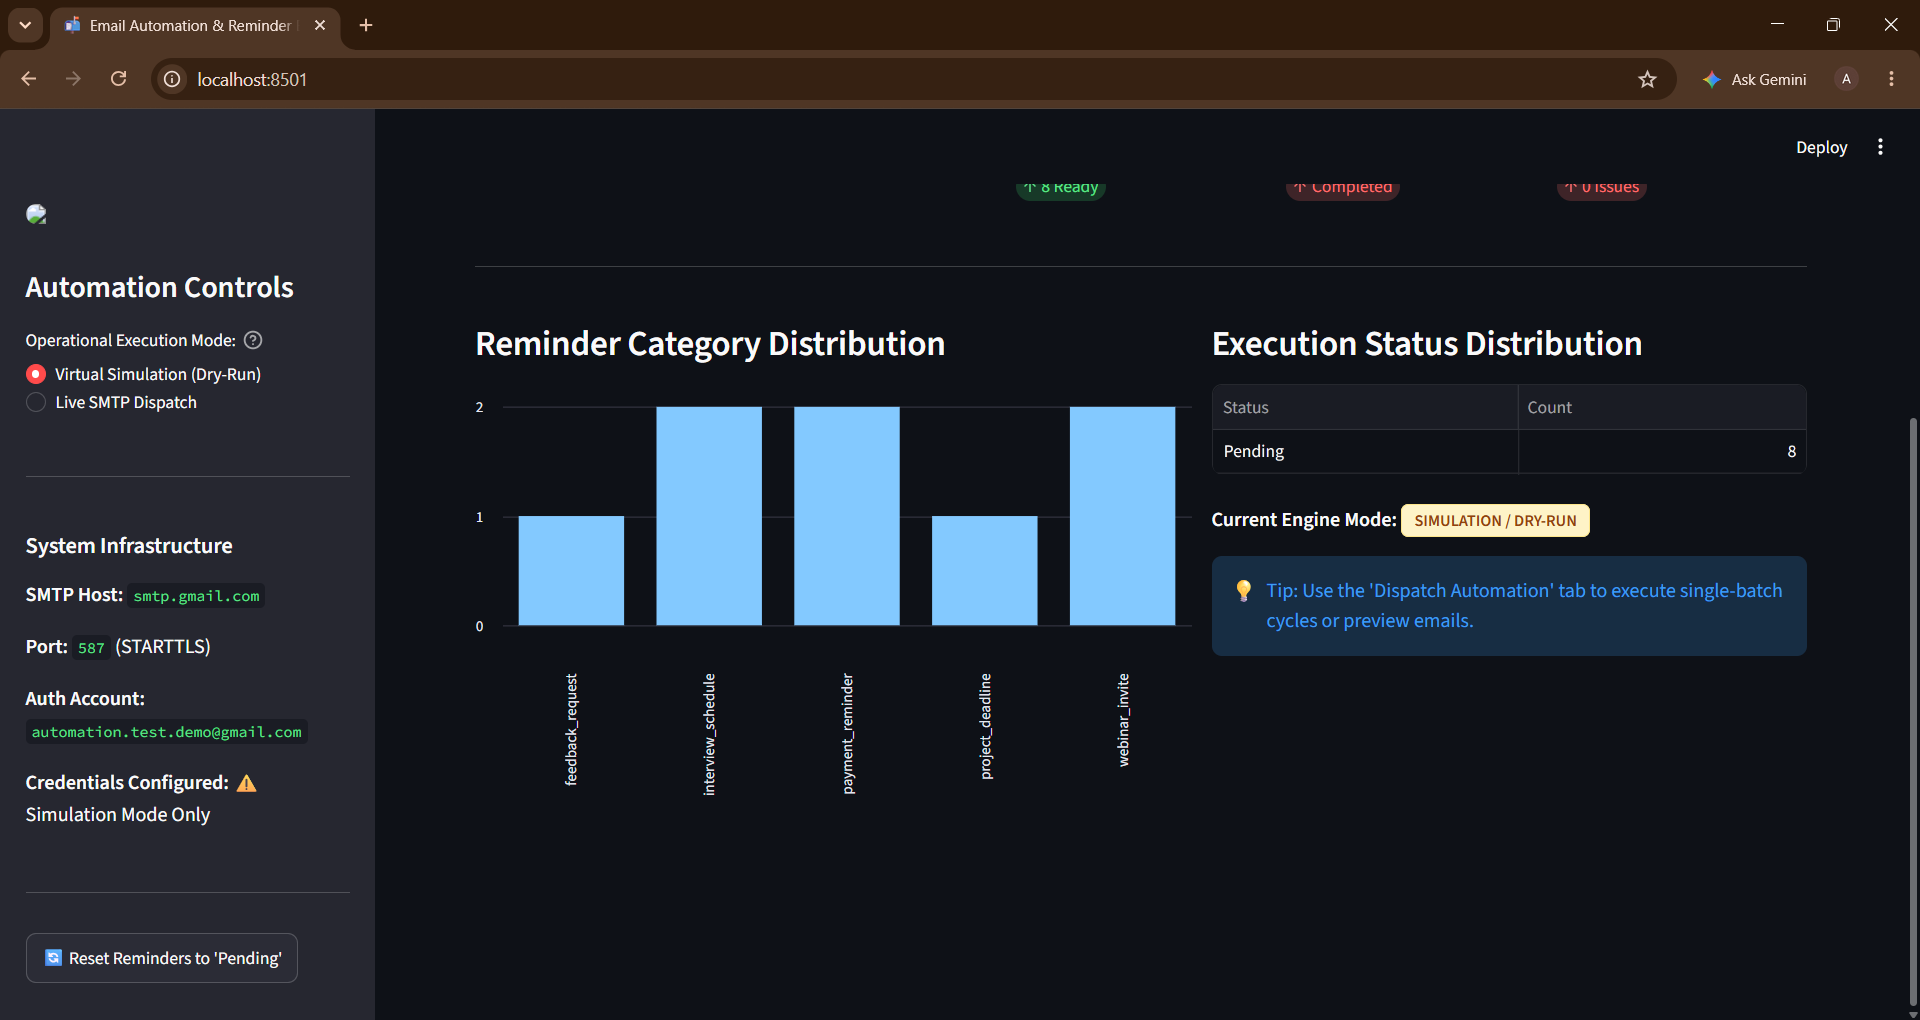 Email Automation & Reminder
localhost:8501
Ask Gemini
A
Deploy
↑ 8 Ready
↑ Completed
↑ 0 Issues
Automation Controls
Operational Execution Mode:
Virtual Simulation (Dry-Run)
Live SMTP Dispatch
System Infrastructure
SMTP Host: smtp.gmail.com
Port: 587 (STARTTLS)
Auth Account:
automation.test.demo@gmail.com
Credentials Configured: ⚠️
Simulation Mode Only
Reset Reminders to 'Pending'
Reminder Category Distribution
2
1
0
feedback_request
interview_schedule
payment_reminder
project_deadline
webinar_invite
Execution Status Distribution
Status Count
Pending 8
Current Engine Mode: SIMULATION / DRY-RUN
💡 Tip: Use the 'Dispatch Automation' tab to execute single-batch
cycles or preview emails.